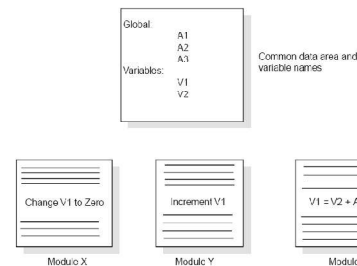 Global:
A1
A2
A3
Variables:
V1
V2
Common data area and
variable names
Change V1 to Zero
Increment V1
V1 = V2 + A
Module X
Module Y
Module